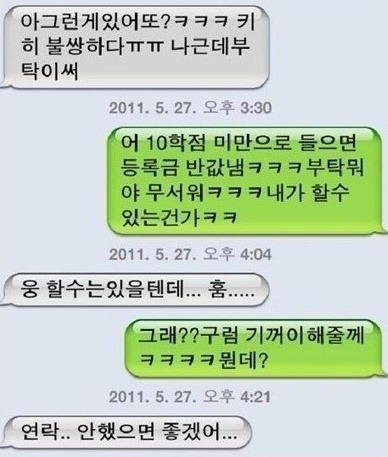 아그런게있어또?ㅋㅋㅋ 키
히 불쌍하다ㅠㅠ 나근데부
탁이써
2011. 5. 27. 오후 3:30
어 10학점 미만으로 들으면
등록금 반값냄ㅋㅋㅋ부탁뭐
야 무서워ㅋㅋㅋ내가 할수
있는건가ㅋㅋ
2011. 5. 27. 오후 4:04
웅 할수는있을텐데... 훔.....
그래??구럼 기꺼이해줄께
ㅋㅋㅋㅋ뭔데?
2011. 5. 27. 오후 4:21
연락.. 안했으면 좋겠어...